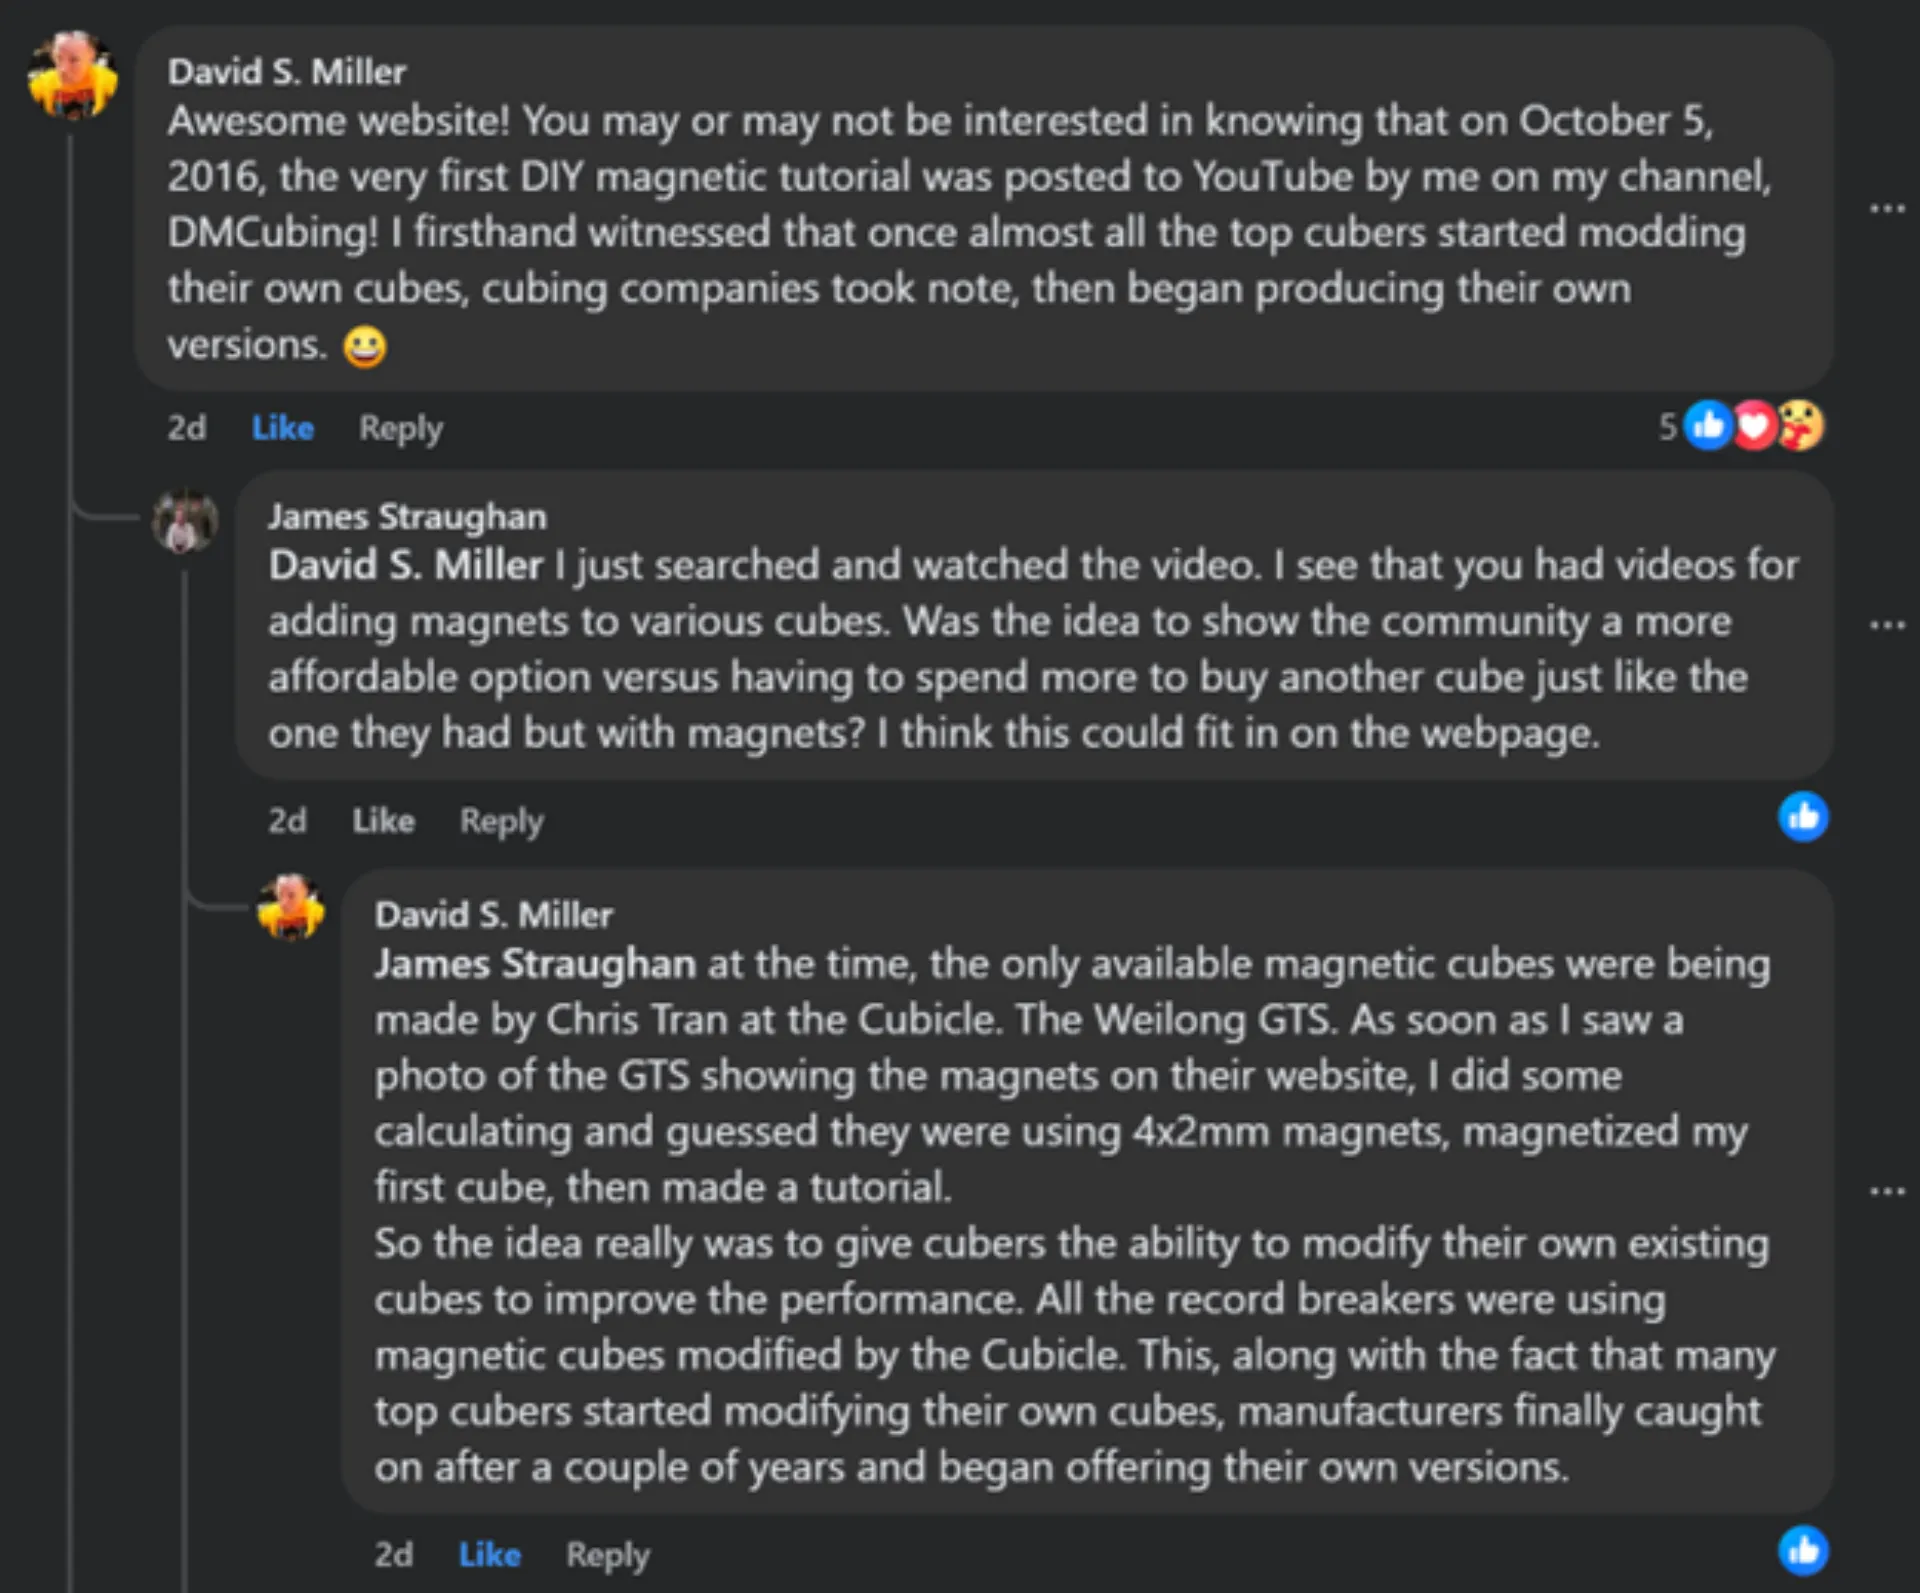 David S. Miller
Awesome website! You may or may not be interested in knowing that on October 5,
2016, the very first DIY magnetic tutorial was posted to YouTube by me on my channel,
DMCubing! I firsthand witnessed that once almost all the top cubers started modding
their own cubes, cubing companies took note, then began producing their own
versions. 😀
2d Like Reply 5
James Straughan
David S. Miller I just searched and watched the video. I see that you had videos for
adding magnets to various cubes. Was the idea to show the community a more
affordable option versus having to spend more to buy another cube just like the
one they had but with magnets? I think this could fit in on the webpage.
2d Like Reply
David S. Miller
James Straughan at the time, the only available magnetic cubes were being
made by Chris Tran at the Cubicle. The Weilong GTS. As soon as I saw a
photo of the GTS showing the magnets on their website, I did some
calculating and guessed they were using 4x2mm magnets, magnetized my
first cube, then made a tutorial.
So the idea really was to give cubers the ability to modify their own existing
cubes to improve the performance. All the record breakers were using
magnetic cubes modified by the Cubicle. This, along with the fact that many
top cubers started modifying their own cubes, manufacturers finally caught
on after a couple of years and began offering their own versions.
2d Like Reply